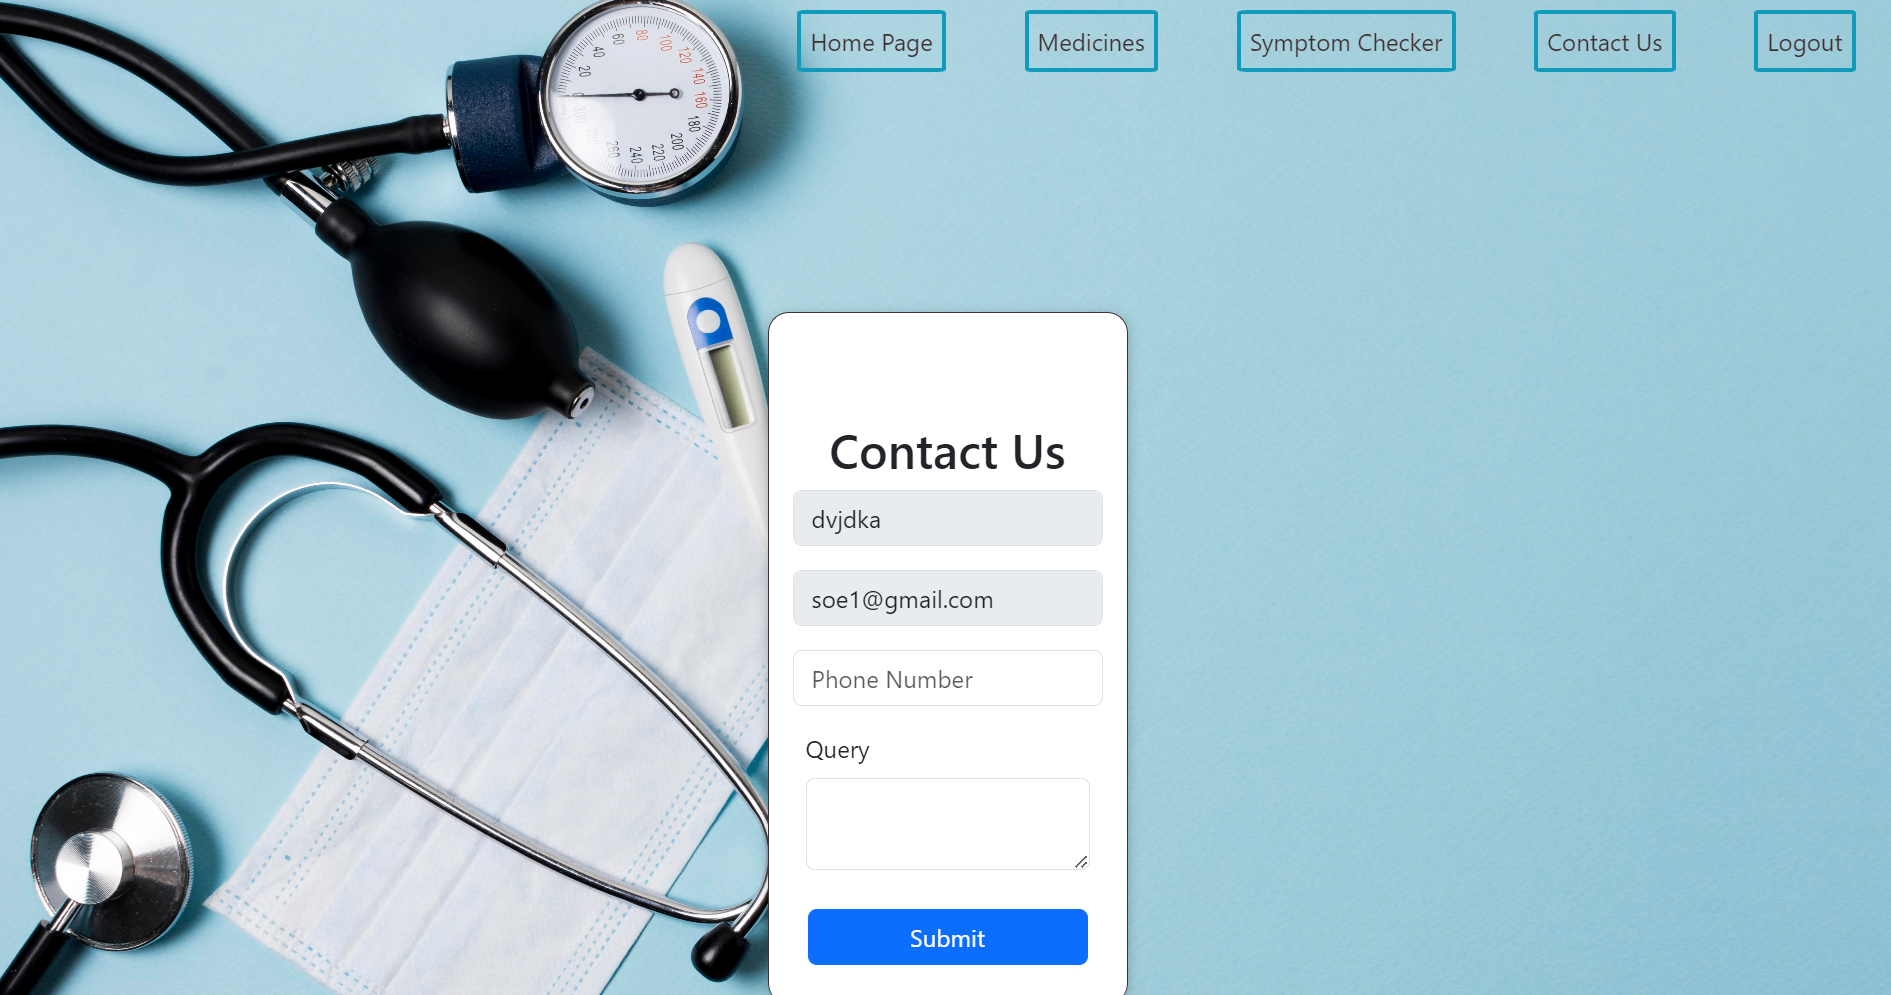 Home Page
Medicines
Symptom Checker
Contact Us
Logout
0
20
40
60
80
100
120
140
160
180
200
220
240
260
280
300
Contact Us
dvjdka
soe1@gmail.com
Phone Number
Query
Submit